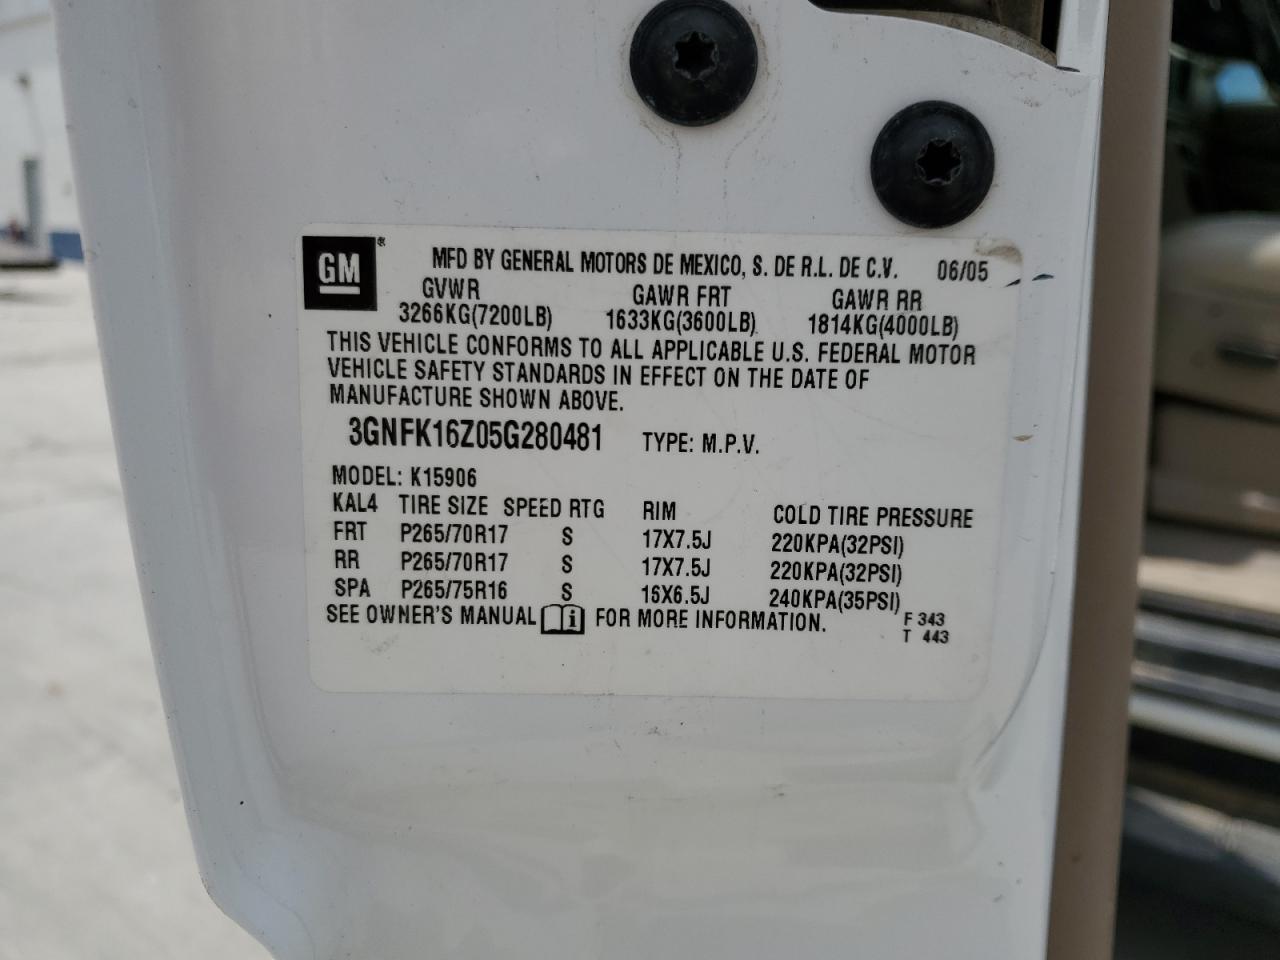 GM ® MFD BY GENERAL MOTORS DE MEXICO, S. DE R.L. DE C.V. 06/05
GVWR GAWR FRT GAWR RR
3266KG(7200LB) 1633KG(3600LB) 1814KG(4000LB)
THIS VEHICLE CONFORMS TO ALL APPLICABLE U.S. FEDERAL MOTOR
VEHICLE SAFETY STANDARDS IN EFFECT ON THE DATE OF
MANUFACTURE SHOWN ABOVE.
3GNFK16Z05G280481 TYPE: M.P.V.
MODEL: K15906
KAL4 TIRE SIZE SPEED RTG RIM COLD TIRE PRESSURE
FRT P265/70R17 S 17X7.5J 220KPA(32PSI)
RR P265/70R17 S 17X7.5J 220KPA(32PSI)
SPA P265/75R16 S 16X6.5J 240KPA(35PSI)
SEE OWNER'S MANUAL i FOR MORE INFORMATION.
F 343
T 443